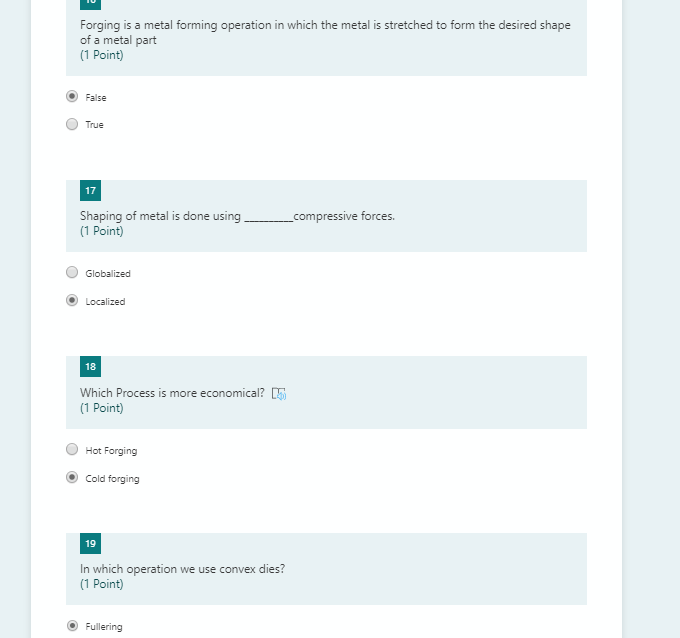 Forging is a metal forming operation in which the metal is stretched to form the desired shape
of a metal part
(1 Point)
False
True
17
Shaping of metal is done using __________compressive forces.
(1 Point)
Globalized
Localized
18
Which Process is more economical?
(1 Point)
Hot Forging
Cold forging
19
In which operation we use convex dies?
(1 Point)
Fullering